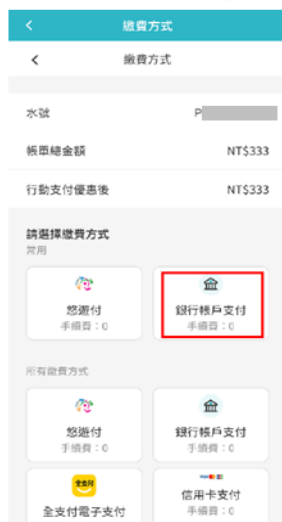 繳費方式
繳費方式
水號 P
帳單總金額 NT$333
行動支付優惠後 NT$333
請選擇繳費方式
常用
悠遊付 銀行帳戶支付
手續費：0 手續費：0
所有繳費方式
悠遊付 銀行帳戶支付
手續費：0 手續費：0
全支付
全支付電子支付 信用卡支付
手續費：0